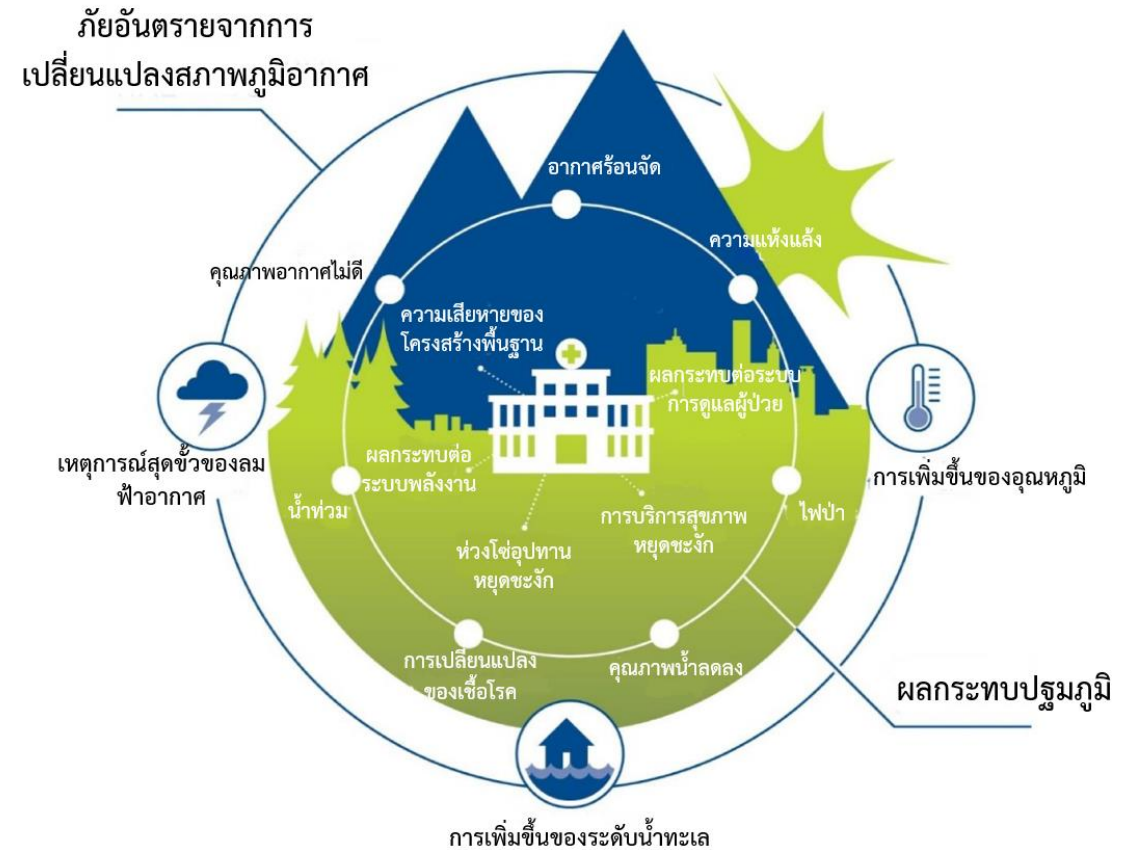 ภัยอันตรายจากการ
เปลี่ยนแปลงสภาพภูมิอากาศ
อากาศร้อนจัด
ความแห้งแล้ง
คุณภาพอากาศไม่ดี
ความเสียหายของ
โครงสร้างพื้นฐาน
ผลกระทบต่อระบบ
การดูแลผู้ป่วย
ผลกระทบต่อ
ระบบพลังงาน
เหตุการณ์สุดขั้วของลม
ฟ้าอากาศ
การเพิ่มขึ้นของอุณหภูมิ
น้ำท่วม
ไฟป่า
การบริการสุขภาพ
หยุดชะงัก
ห่วงโซ่อุปทาน
หยุดชะงัก
การเปลี่ยนแปลง
ของเชื้อโรค
คุณภาพน้ำลดลง
ผลกระทบปฐมภูมิ
การเพิ่มขึ้นของระดับน้ำทะเล